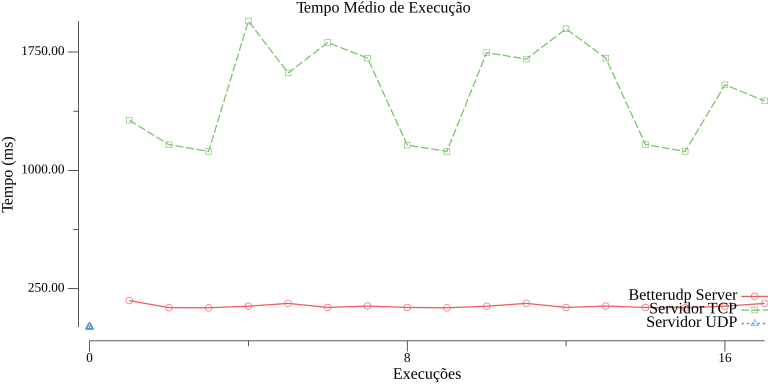 Tempo Médio de Execução
1750.00
1000.00
250.00
Tempo (ms)
Betterudp Server
Servidor TCP
Servidor UDP
0
8
16
Execuções